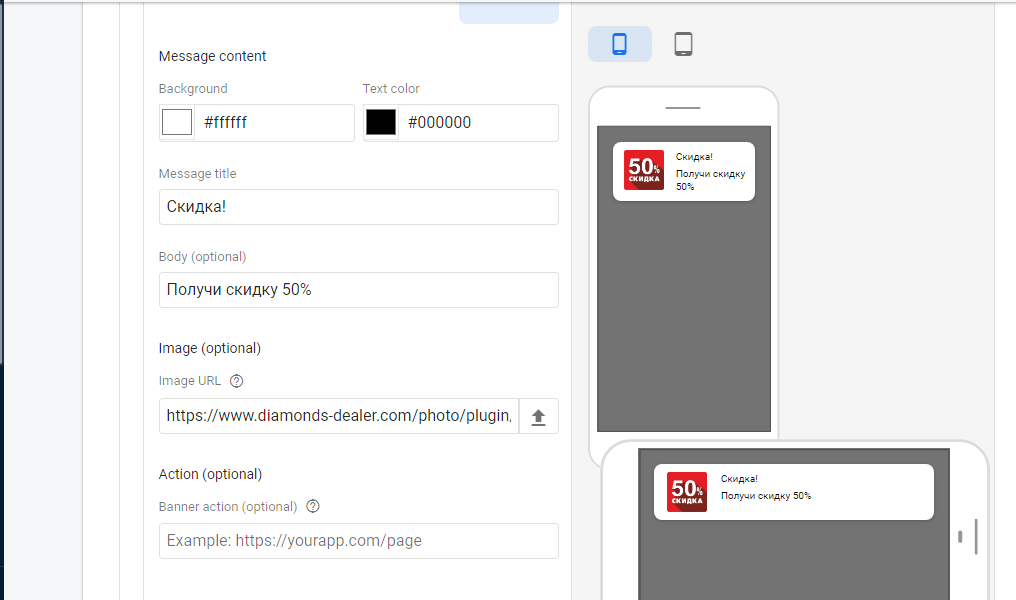 Message content
Background
Text color
#ffffff
#000000
Message title
Скидка!
Body (optional)
Получи скидку 50%
Image (optional)
Image URL
https://www.diamonds-dealer.com/photo/plugin,
Action (optional)
Banner action (optional)
Example: https://yourapp.com/page
50%
СКИДКА
Скидка!
Получи скидку
50%
50%
СКИДКА
Скидка!
Получи скидку 50%